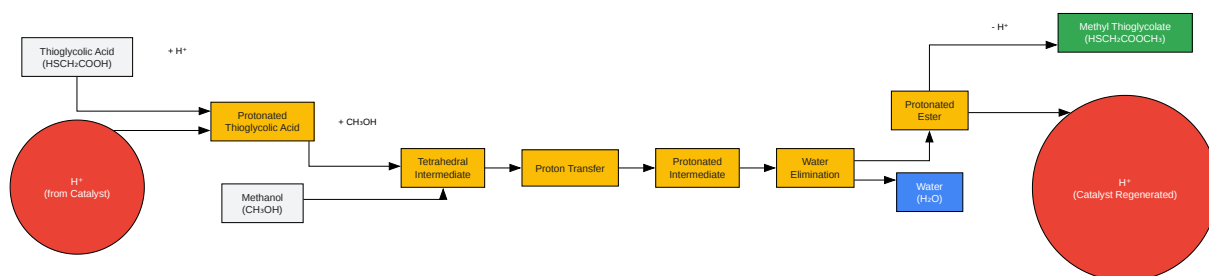 Thioglycolic Acid
(HSCH₂COOH)
+ H⁺
H⁺
(from Catalyst)
Protonated
Thioglycolic Acid
+ CH₃OH
Methanol
(CH₃OH)
Tetrahedral
Intermediate
Proton Transfer
Protonated
Intermediate
Water
Elimination
Water
(H₂O)
Protonated
Ester
- H⁺
Methyl Thioglycolate
(HSCH₂COOCH₃)
H⁺
(Catalyst Regenerated)